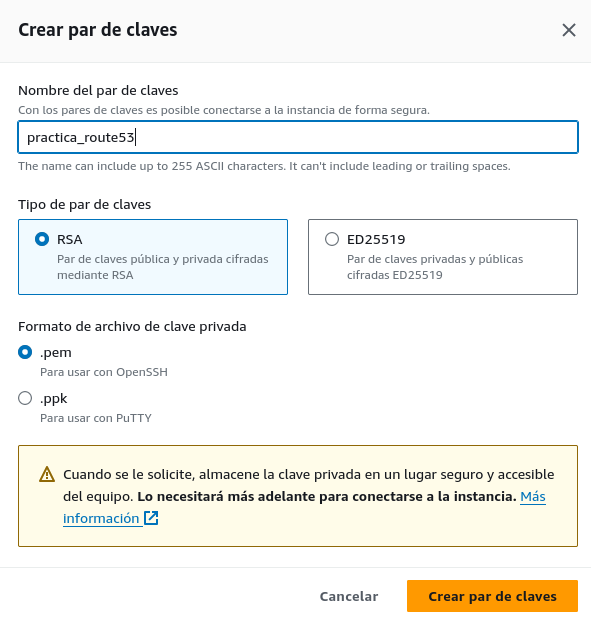 Crear par de claves
Nombre del par de claves
Con los pares de claves es posible conectarse a la instancia de forma segura.
practica_route53
The name can include up to 255 ASCII characters. It can't include leading or trailing spaces.
Tipo de par de claves
RSA
Par de claves pública y privada cifradas
mediante RSA
ED25519
Par de claves privadas y públicas
cifradas ED25519
Formato de archivo de clave privada
.pem
Para usar con OpenSSH
.ppk
Para usar con PuTTY
Cuando se le solicite, almacene la clave privada en un lugar seguro y accesible
del equipo. Lo necesitará más adelante para conectarse a la instancia. Más
información
Cancelar
Crear par de claves